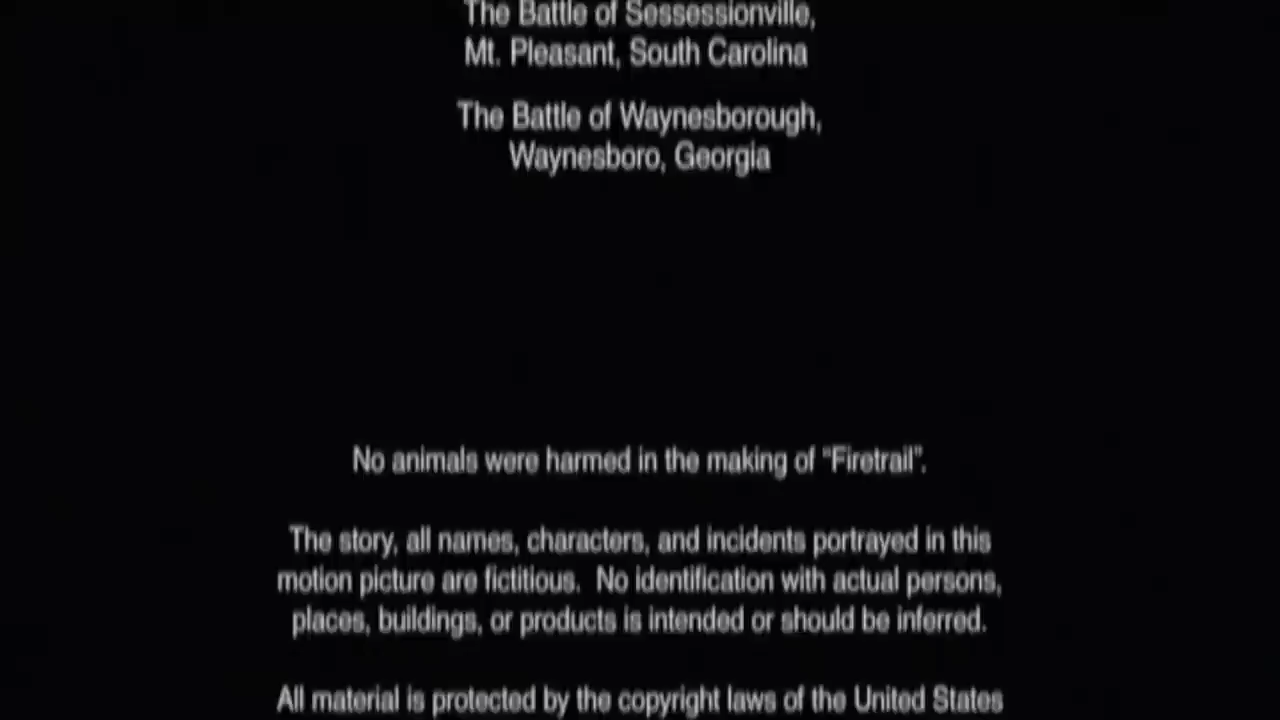 The Battle of Sessessionville,
Mt. Pleasant, South Carolina
The Battle of Waynesborough,
Waynesboro, Georgia
No animals were harmed in the making of “Firetrail”.
The story, all names, characters, and incidents portrayed in this
motion picture are fictitious.  No identification with actual persons,
places, buildings, or products is intended or should be inferred.
All material is protected by the copyright laws of the United States